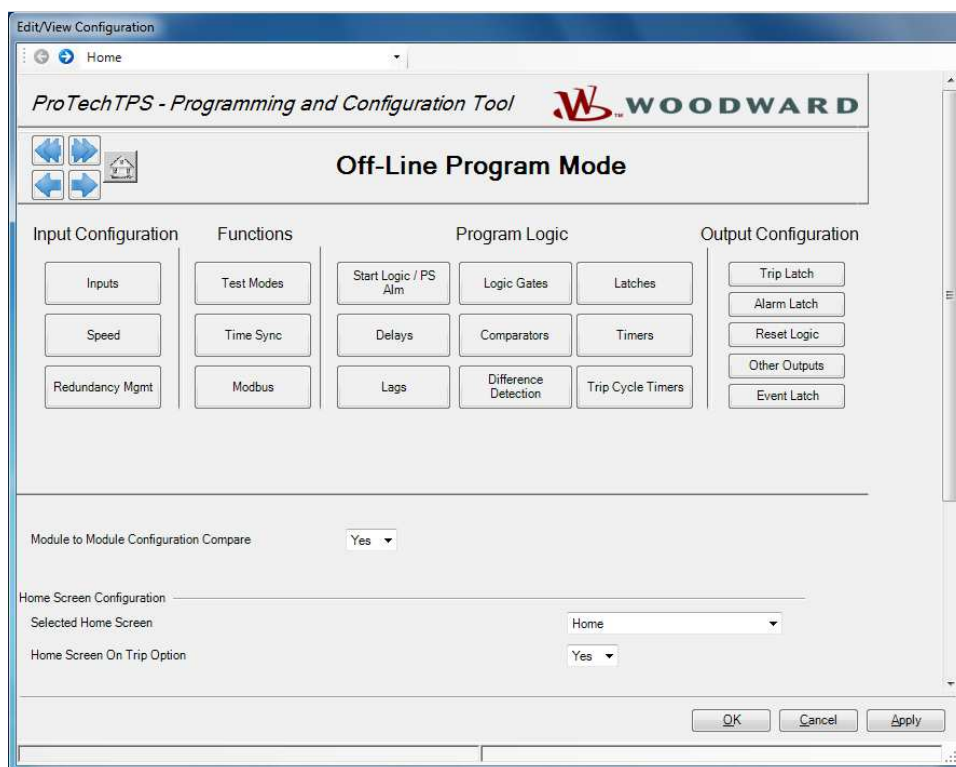 Edit/View Configuration
Home
ProTechTPS - Programming and Configuration Tool
WOODWARD
Off-Line Program Mode
Input Configuration
Functions
Program Logic
Output Configuration
Inputs
Speed
Redundancy Mgmt
Test Modes
Time Sync
Modbus
Start Logic / PS
Alm
Logic Gates
Latches
Delays
Comparators
Timers
Lags
Difference
Detection
Trip Cycle Timers
Trip Latch
Alarm Latch
Reset Logic
Other Outputs
Event Latch
Module to Module Configuration Compare
Yes
Home Screen Configuration
Selected Home Screen
Home
Home Screen On Trip Option
Yes
OK
Cancel
Apply